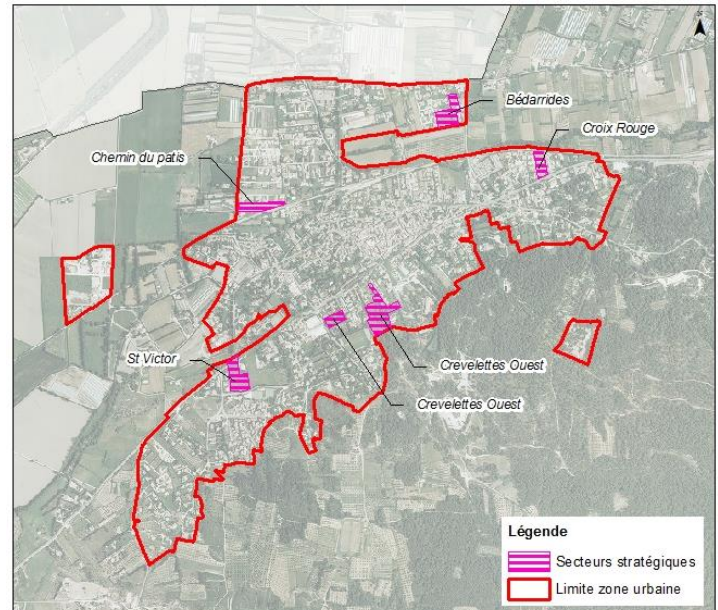 Bédarrides
Croix Rouge
Chemin du patis
St Victor
Crevelettes Ouest
Crevelettes Ouest
Légende
Secteurs stratégiques
Limite zone urbaine